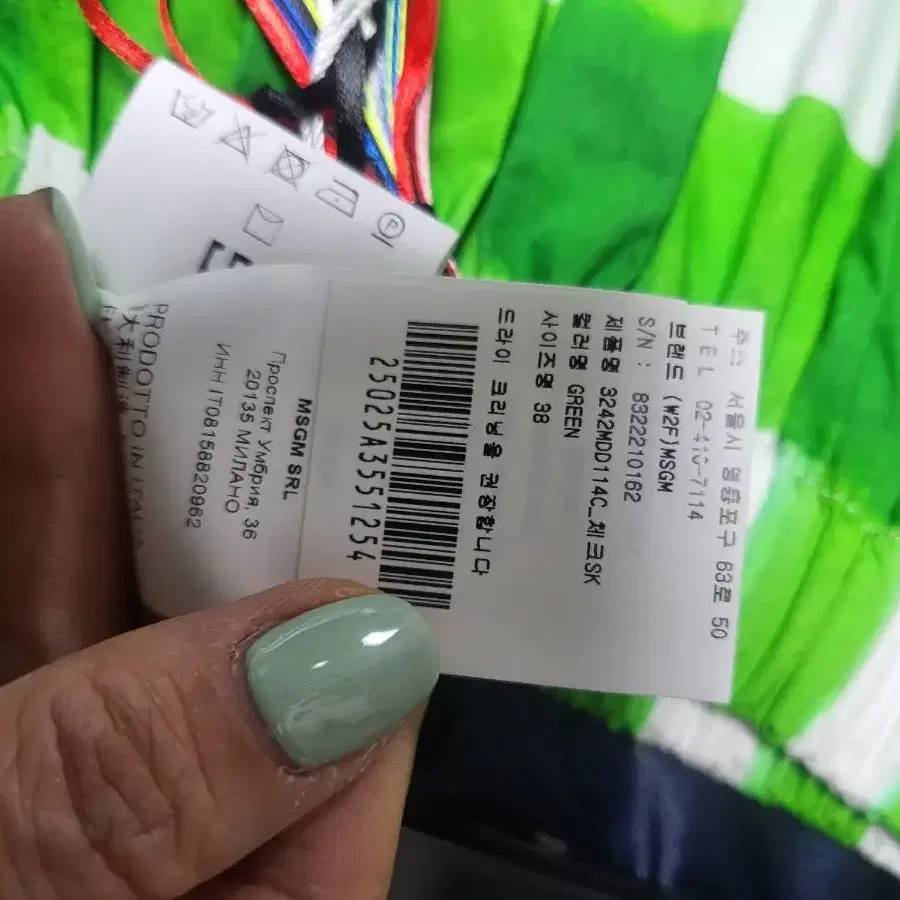 주소 서울시 영등포구 63로 50
TEL 02-410-7114
브랜드 (W2F)MSGM
S/N : 8322210162
제품명 3242MDD114C_체크SK
컬러명 GREEN
사이즈명 38
드라이 크리닝을 권장합니다
25025A3551254
MSGM SRL
Проспект Умбрия, 36
20135 МИЛАНО
ИНН IT08158820962
PRODOTTO IN
P